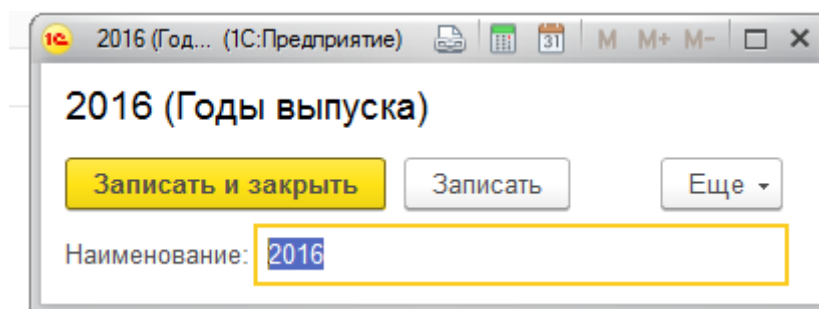 1С 2016 (Год... (1С:Предприятие) 31 M M+ M-
2016 (Годы выпуска)
Записать и закрыть Записать Еще
Наименование: 2016